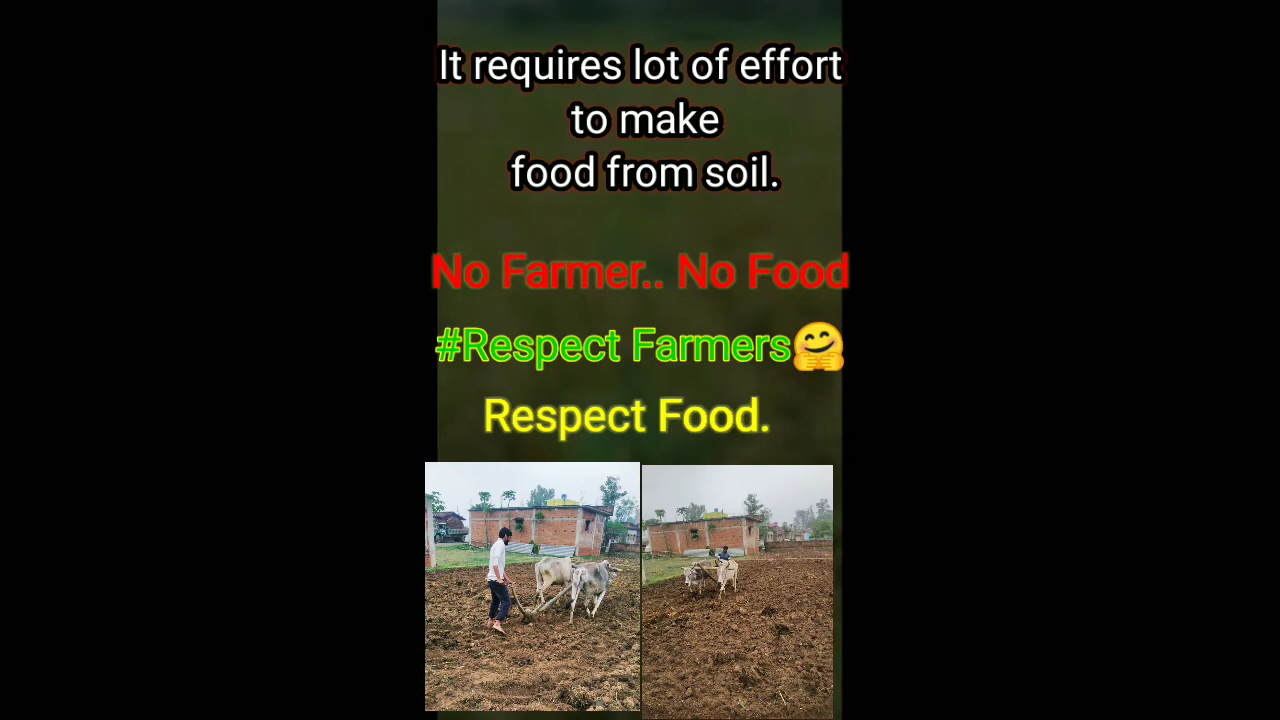 It requires lot of effort
to make
food from soil.
No Farmer.. No Food
#Respect Farmers🤗
Respect Food.